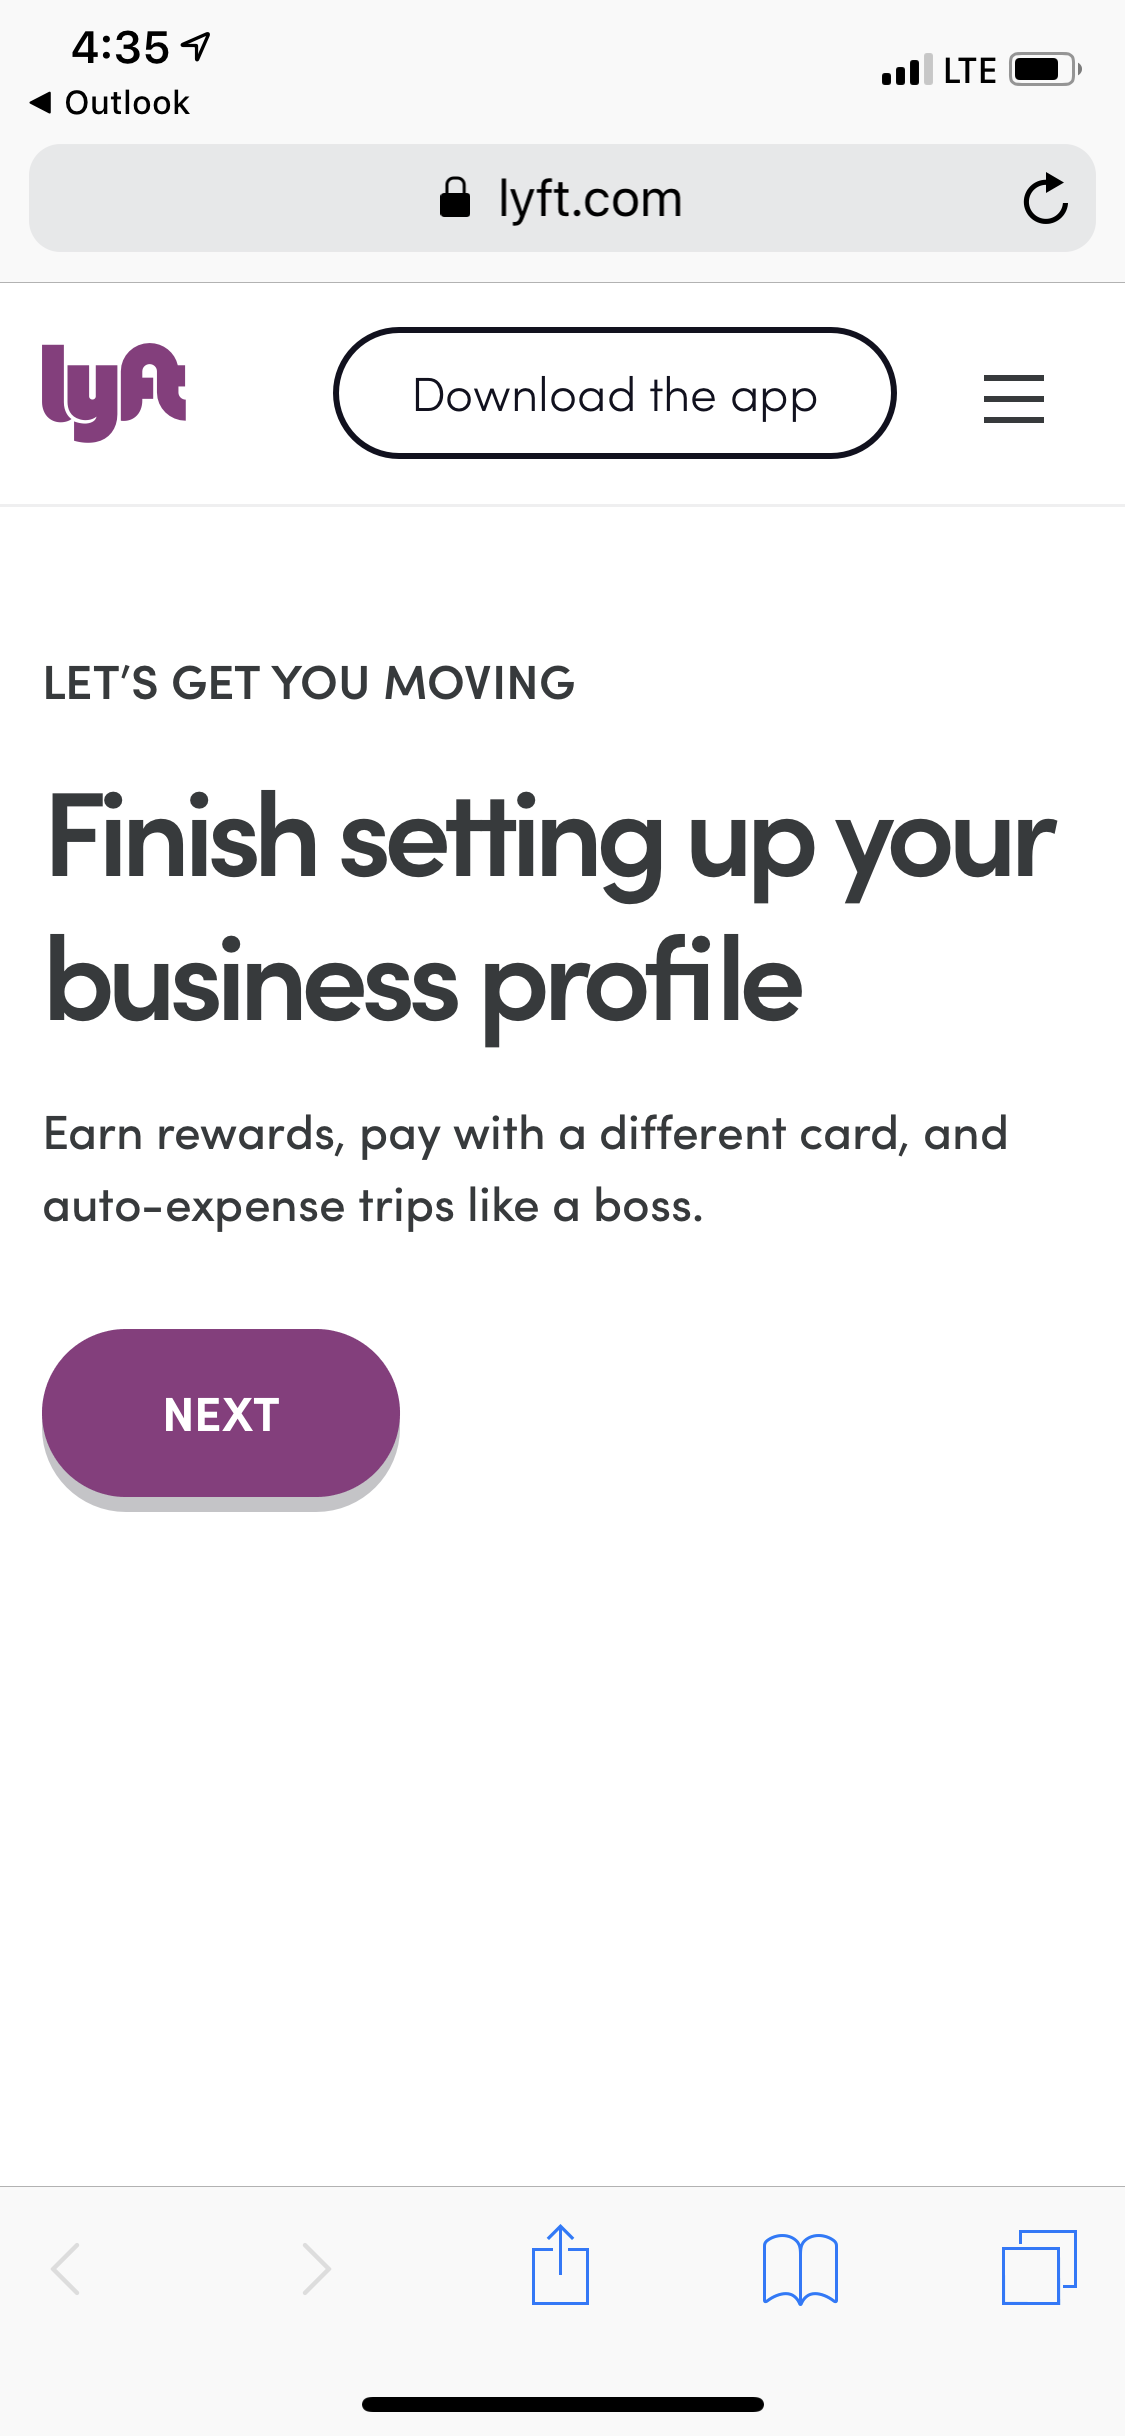 4:35
◀ Outlook
LTE
lyft.com
lyft
Download the app
LET'S GET YOU MOVING
Finish setting up your
business profile
Earn rewards, pay with a different card, and
auto-expense trips like a boss.
NEXT